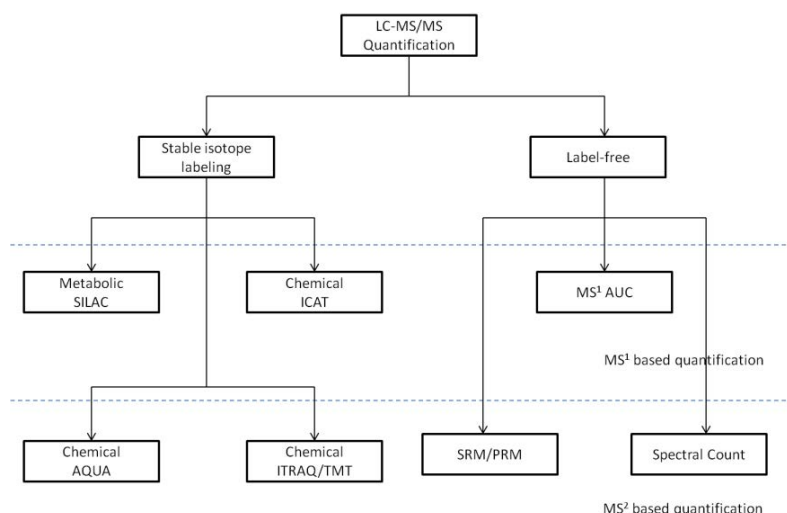 LC-MS/MS
Quantification
Stable isotope
labeling
Label-free
Metabolic
SILAC
Chemical
ICAT
MS¹ AUC
MS¹ based quantification
Chemical
AQUA
Chemical
ITRAQ/TMT
SRM/PRM
Spectral Count
MS² based quantification